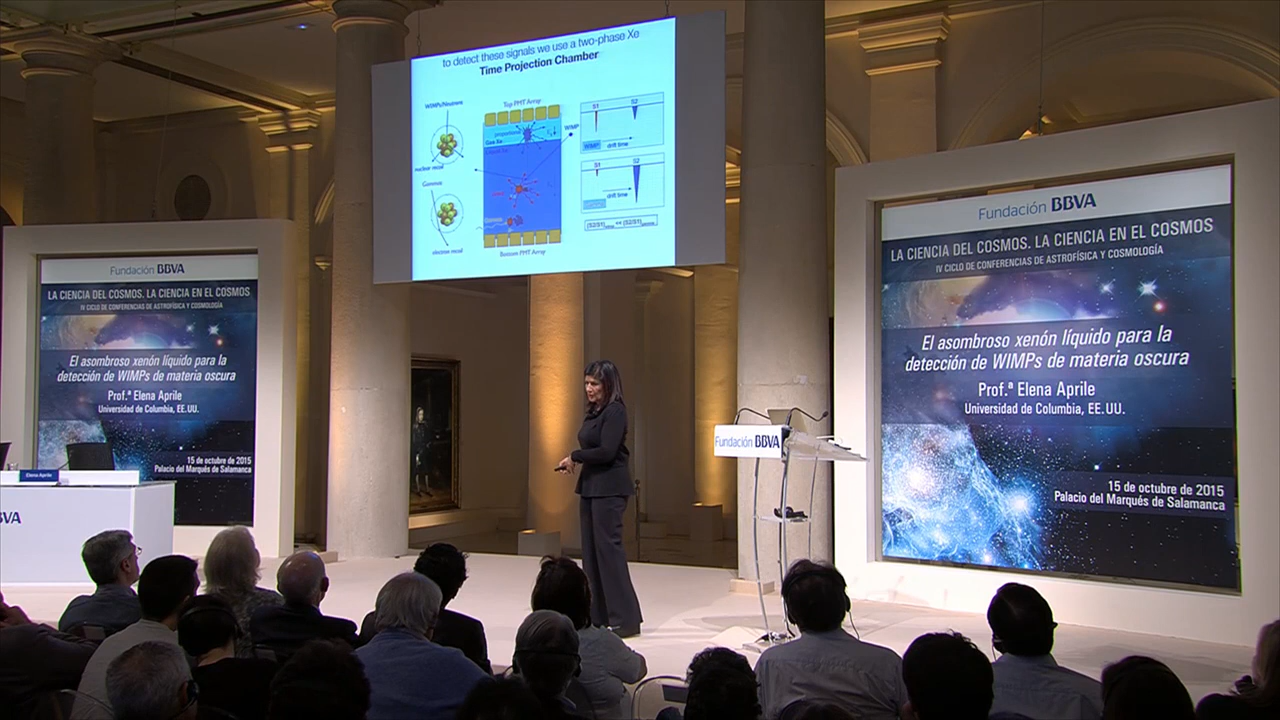 to detect these signals we use a two-phase Xe
Time Projection Chamber
WIMPs/Neutrons
nuclear recoil
Gammas
electron recoil
Top PMT Array
proportional
Gas Xe
WIMP
Bottom PMT Array
S1
S2
WIMP
drift time
S1
S2
drift time
Fundación BBVA
LA CIENCIA DEL COSMOS. LA CIENCIA EN EL COSMOS
IV CICLO DE CONFERENCIAS DE ASTROFÍSICA Y COSMOLOGÍA
El asombroso xenón líquido para la
detección de WIMPs de materia oscura
Prof.ª Elena Aprile
Universidad de Columbia, EE.UU.
15 de octubre de 2015
Palacio del Marqués de Salamanca
Elena Aprile
Fundación BBVA
Fundación BBVA
LA CIENCIA DEL COSMOS. LA CIENCIA EN EL COSMOS
IV CICLO DE CONFERENCIAS DE ASTROFÍSICA Y COSMOLOGÍA
El asombroso xenón líquido para la
detección de WIMPs de materia oscura
Prof.ª Elena Aprile
Universidad de Columbia, EE.UU.
15 de octubre de 2015
Palacio del Marqués de Salamanca